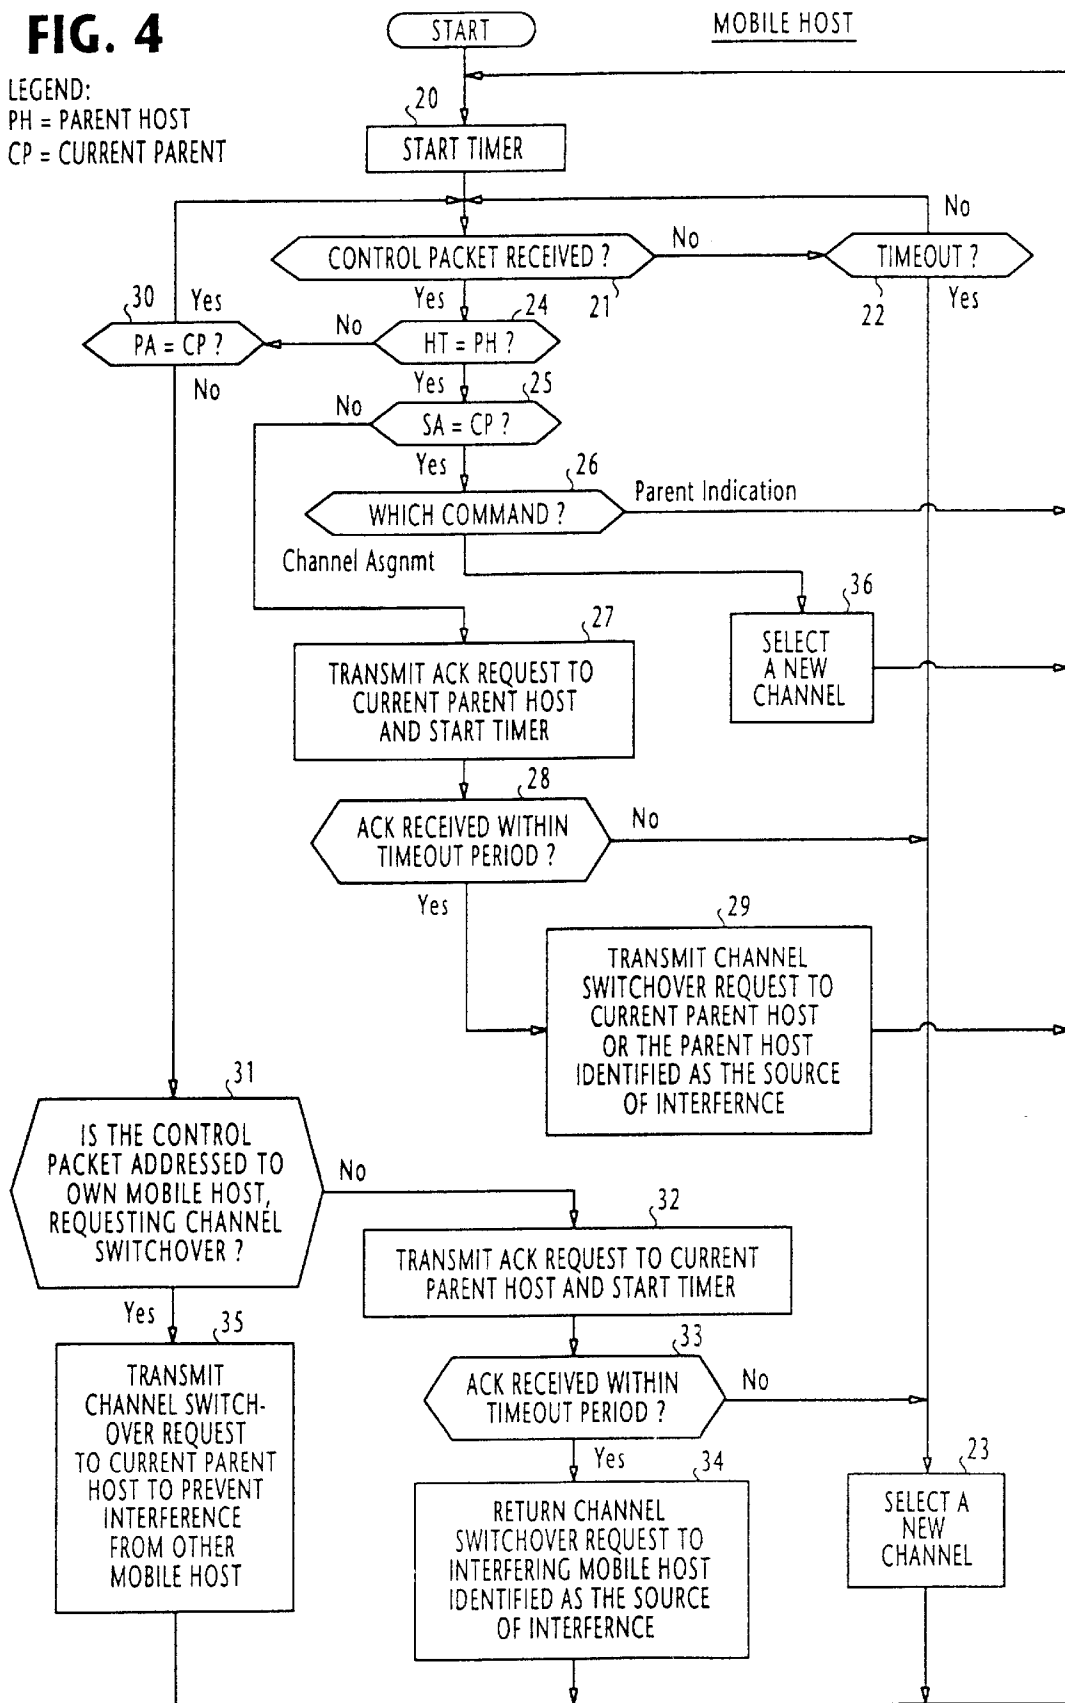 FIG. 4
MOBILE HOST
LEGEND:
PH = PARENT HOST
CP = CURRENT PARENT
START
20
START TIMER
CONTROL PACKET RECEIVED ?
21
No
TIMEOUT ?
22
No
Yes
Yes
24
HT = PH ?
No
30
PA = CP ?
Yes
No
Yes
25
SA = CP ?
No
Yes
26
WHICH COMMAND ?
Parent Indication
Channel Asgnmt
36
SELECT
A NEW
CHANNEL
27
TRANSMIT ACK REQUEST TO
CURRENT PARENT HOST
AND START TIMER
28
ACK RECEIVED WITHIN
TIMEOUT PERIOD ?
No
Yes
29
TRANSMIT CHANNEL
SWITCHOVER REQUEST TO
CURRENT PARENT HOST
OR THE PARENT HOST
IDENTIFIED AS THE SOURCE
OF INTERFERNCE
31
IS THE CONTROL
PACKET ADDRESSED TO
OWN MOBILE HOST,
REQUESTING CHANNEL
SWITCHOVER ?
No
Yes
32
TRANSMIT ACK REQUEST TO CURRENT
PARENT HOST AND START TIMER
33
ACK RECEIVED WITHIN
TIMEOUT PERIOD ?
No
Yes
34
RETURN CHANNEL
SWITCHOVER REQUEST TO
INTERFERING MOBILE HOST
IDENTIFIED AS THE SOURCE
OF INTERFERNCE
35
TRANSMIT
CHANNEL SWITCH-
OVER REQUEST
TO CURRENT PARENT
HOST TO PREVENT
INTERFERENCE
FROM OTHER
MOBILE HOST
23
SELECT A
NEW
CHANNEL